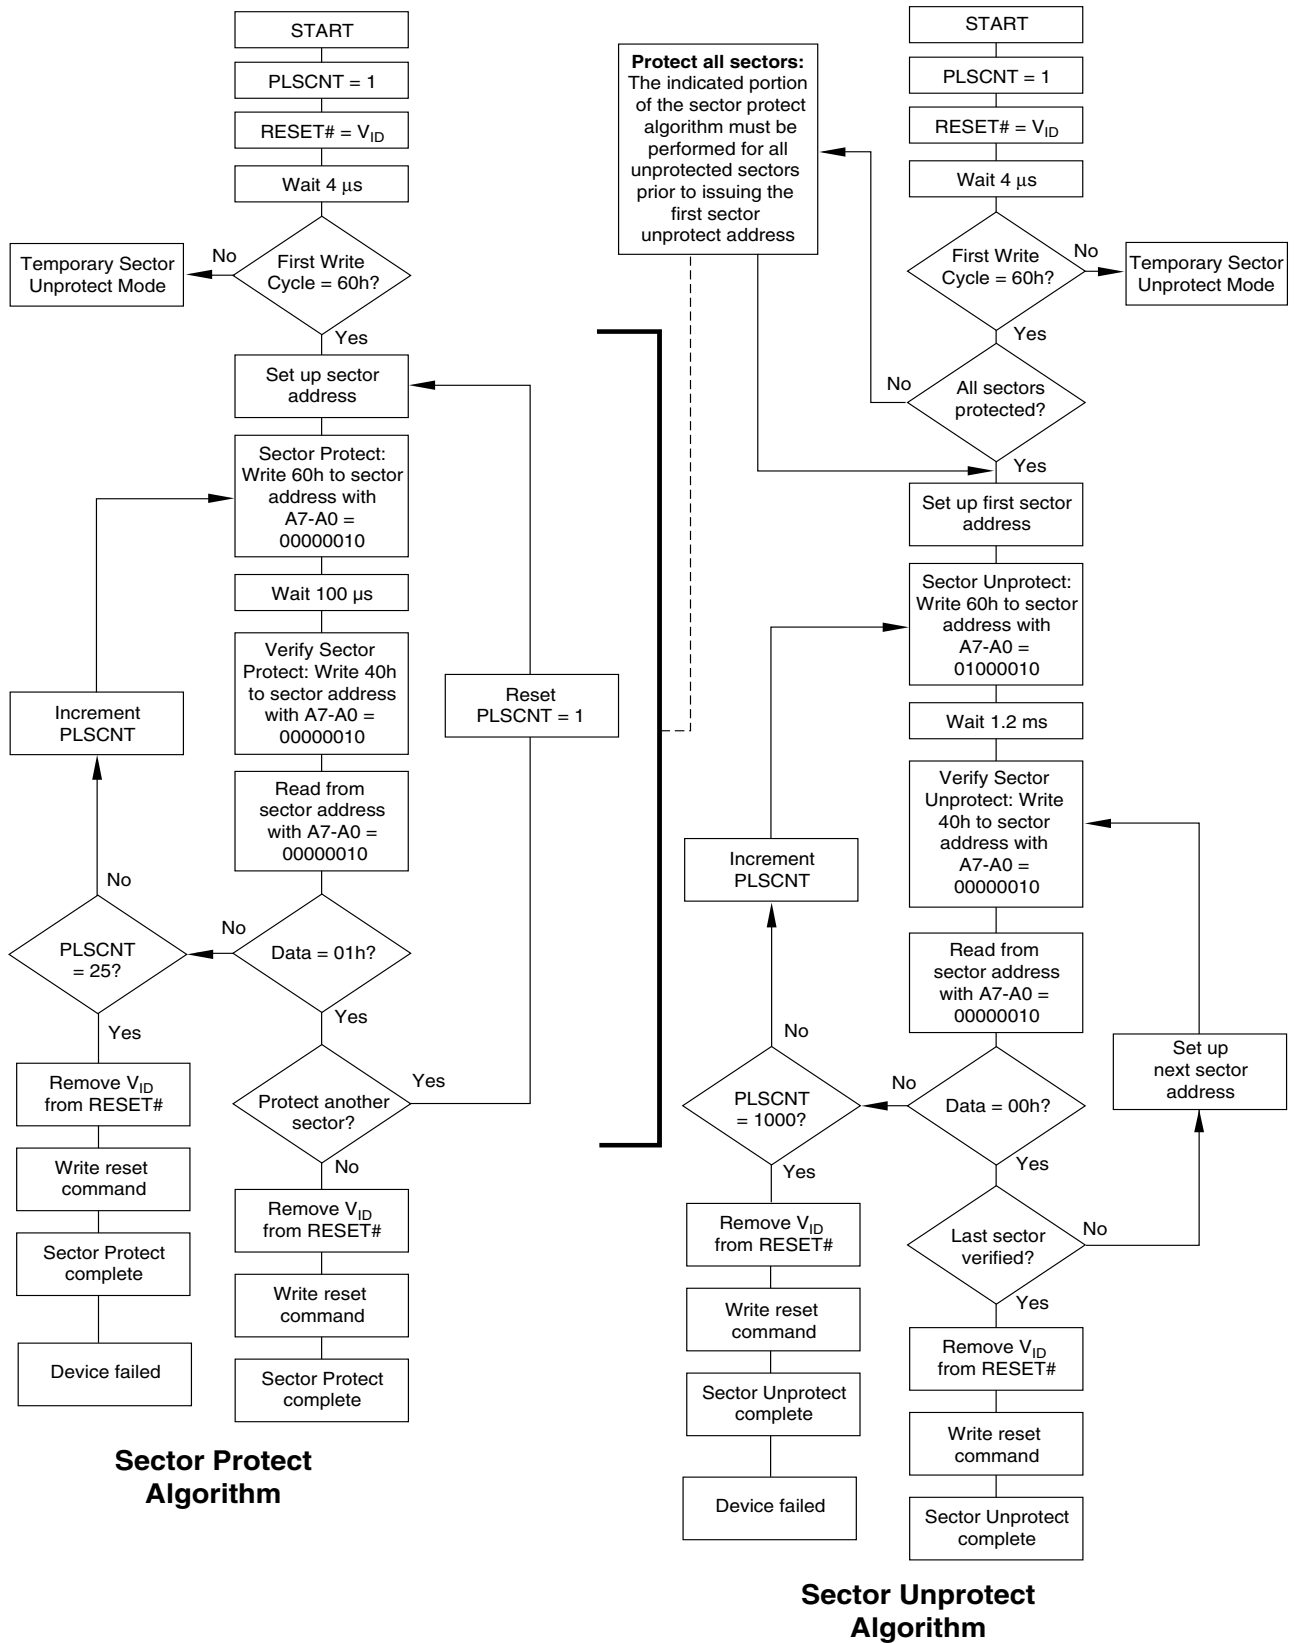 START
PLSCNT = 1
RESET# = VID
Wait 4 μs
First Write
Cycle = 60h?
No
Temporary Sector
Unprotect Mode
Yes
Set up sector
address
Sector Protect:
Write 60h to sector
address with
A7-A0 =
00000010
Wait 100 μs
Verify Sector
Protect: Write 40h
to sector address
with A7-A0 =
00000010
Read from
sector address
with A7-A0 =
00000010
Data = 01h?
No
PLSCNT
= 25?
No
Increment
PLSCNT
Yes
Remove VID
from RESET#
Write reset
command
Sector Protect
complete
Device failed
Yes
Protect another
sector?
Yes
Reset
PLSCNT = 1
No
Remove VID
from RESET#
Write reset
command
Sector Protect
complete
Sector Protect
Algorithm
Protect all sectors:
The indicated portion
of the sector protect
algorithm must be
performed for all
unprotected sectors
prior to issuing the
first sector
unprotect address
START
PLSCNT = 1
RESET# = VID
Wait 4 μs
First Write
Cycle = 60h?
No
Temporary Sector
Unprotect Mode
Yes
All sectors
protected?
No
Yes
Set up first sector
address
Sector Unprotect:
Write 60h to sector
address with
A7-A0 =
01000010
Wait 1.2 ms
Verify Sector
Unprotect: Write
40h to sector
address with
A7-A0 =
00000010
Read from
sector address
with A7-A0 =
00000010
Data = 00h?
No
PLSCNT
= 1000?
No
Increment
PLSCNT
Yes
Remove VID
from RESET#
Write reset
command
Sector Unprotect
complete
Device failed
Yes
Last sector
verified?
No
Set up
next sector
address
Yes
Remove VID
from RESET#
Write reset
command
Sector Unprotect
complete
Sector Unprotect
Algorithm